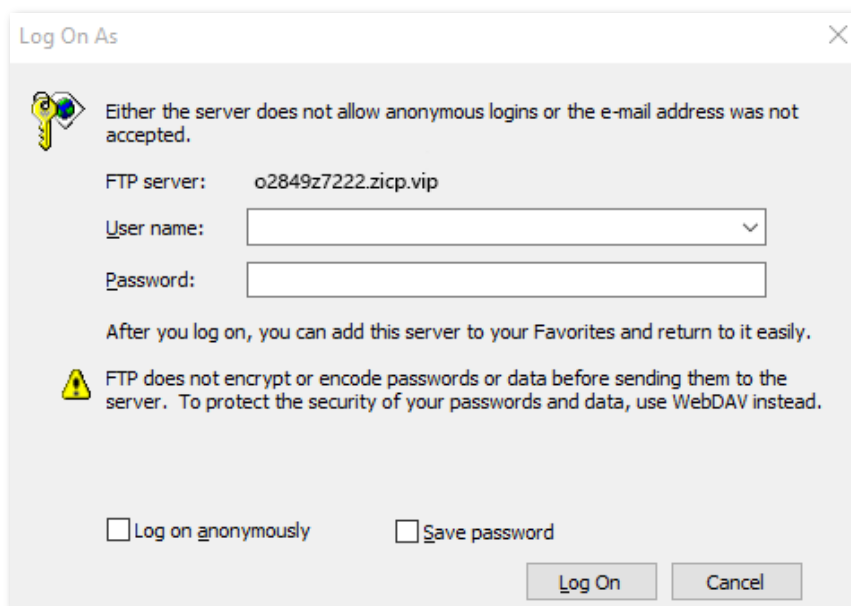 Log On As
Either the server does not allow anonymous logins or the e-mail address was not
accepted.
FTP server: o2849z7222.zicp.vip
User name:
Password:
After you log on, you can add this server to your Favorites and return to it easily.
FTP does not encrypt or encode passwords or data before sending them to the
server. To protect the security of your passwords and data, use WebDAV instead.
Log on anonymously Save password
Log On Cancel